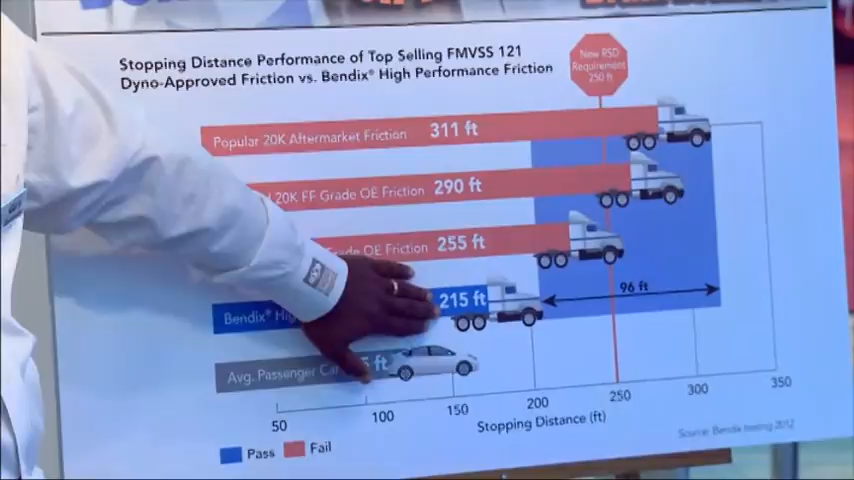 Stopping Distance Performance of Top Selling FMVSS 121
Dyno-Approved Friction vs. Bendix® High Performance Friction
New RSD
Requirement
250 ft
Popular 20K Aftermarket Friction 311 ft
20K FF Grade OE Friction 290 ft
Grade OE Friction 255 ft
Bendix® 215 ft
96 ft
Avg. Passenger ft
50 100 150 200 250 300 350
Stopping Distance (ft)
Pass Fail
Source: Bendix testing 2012